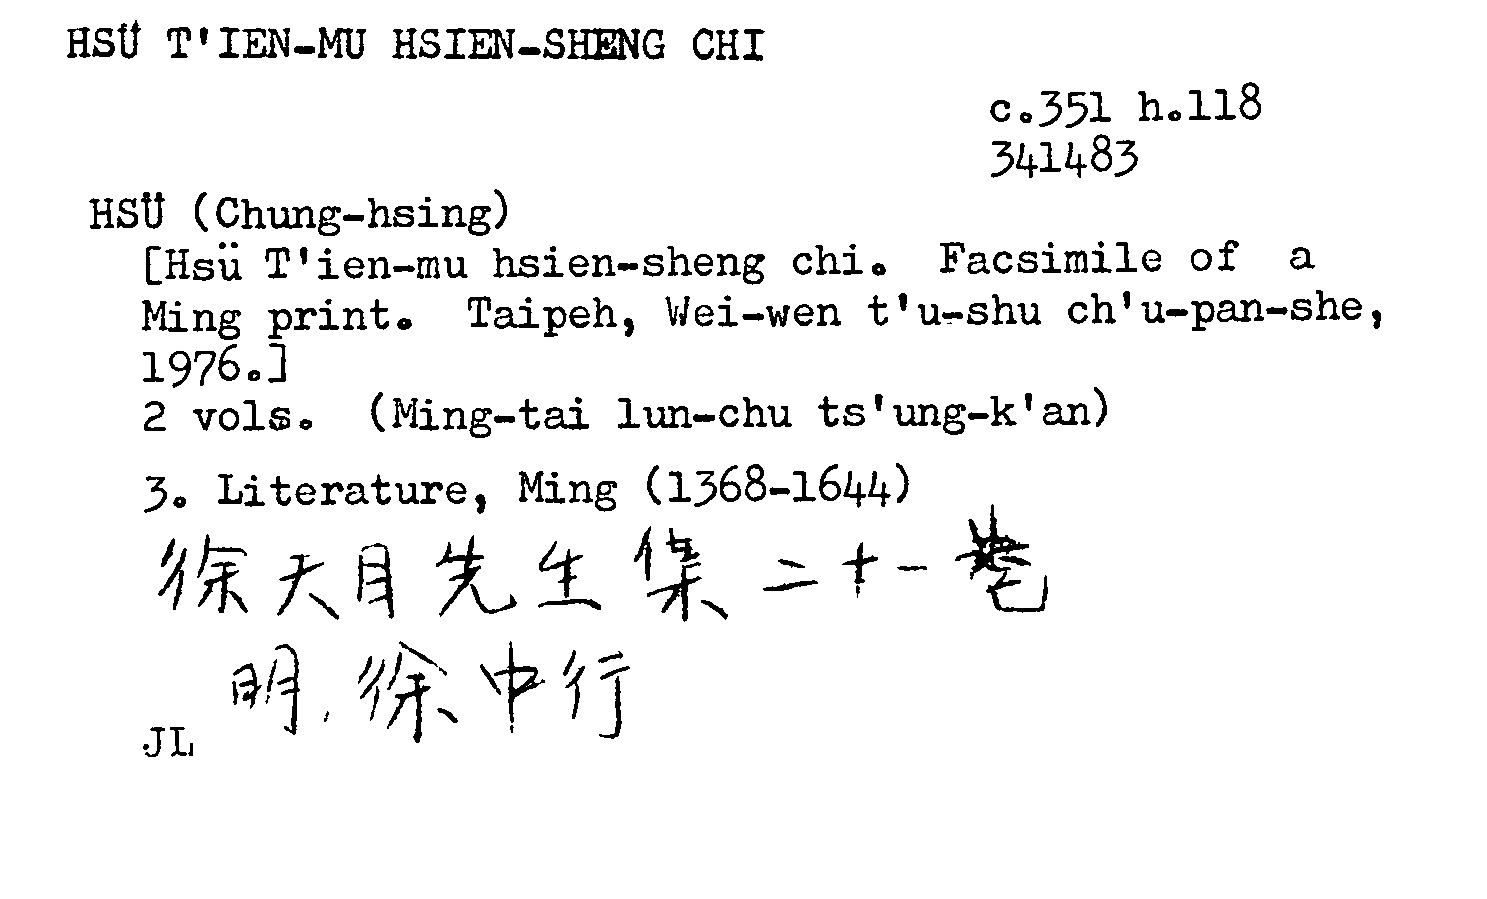 HSÜ T'IEN-MU HSIEN-SHENG CHI
c.351 h.118
341483
HSÜ (Chung-hsing)
[Hsü T'ien-mu hsien-sheng chi. Facsimile of a
Ming print. Taipeh, Wei-wen t'u-shu ch'u-pan-she,
1976.]
2 vols. (Ming-tai lun-chu ts'ung-k'an)
3. Literature, Ming (1368-1644)
徐天目先生集二十一卷
明.徐中行
JL